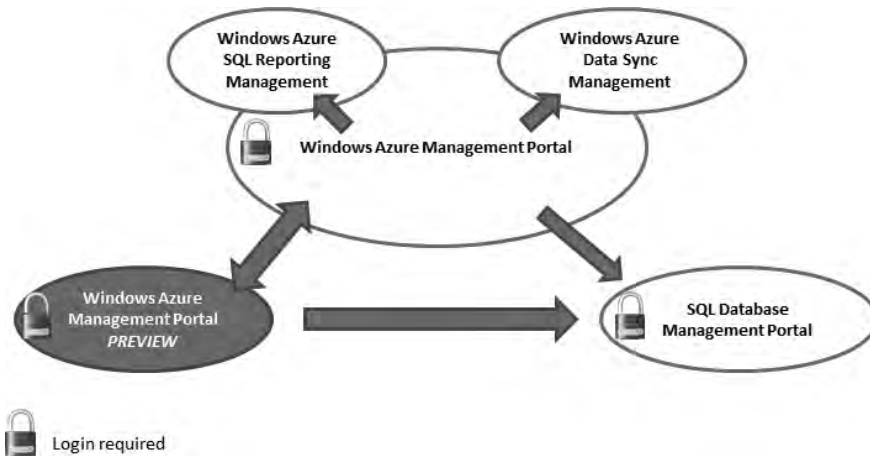 Windows Azure
SQL Reporting
Management
Windows Azure
Data Sync
Management
Windows Azure Management Portal
Windows Azure
Management Portal
PREVIEW
SQL Database
Management Portal
Login required